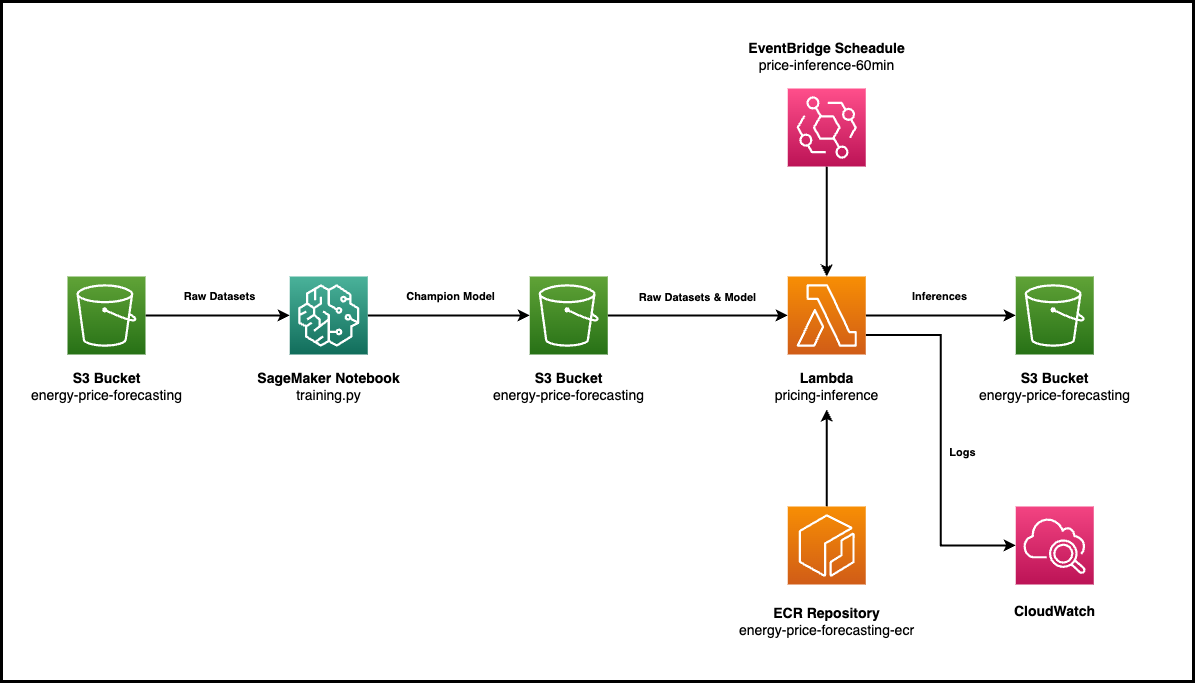 EventBridge Scheadule
price-inference-60min
Raw Datasets
Champion Model
Raw Datasets & Model
Inferences
S3 Bucket
energy-price-forecasting
SageMaker Notebook
training.py
S3 Bucket
energy-price-forecasting
Lambda
pricing-inference
S3 Bucket
energy-price-forecasting
Logs
ECR Repository
energy-price-forecasting-ecr
CloudWatch